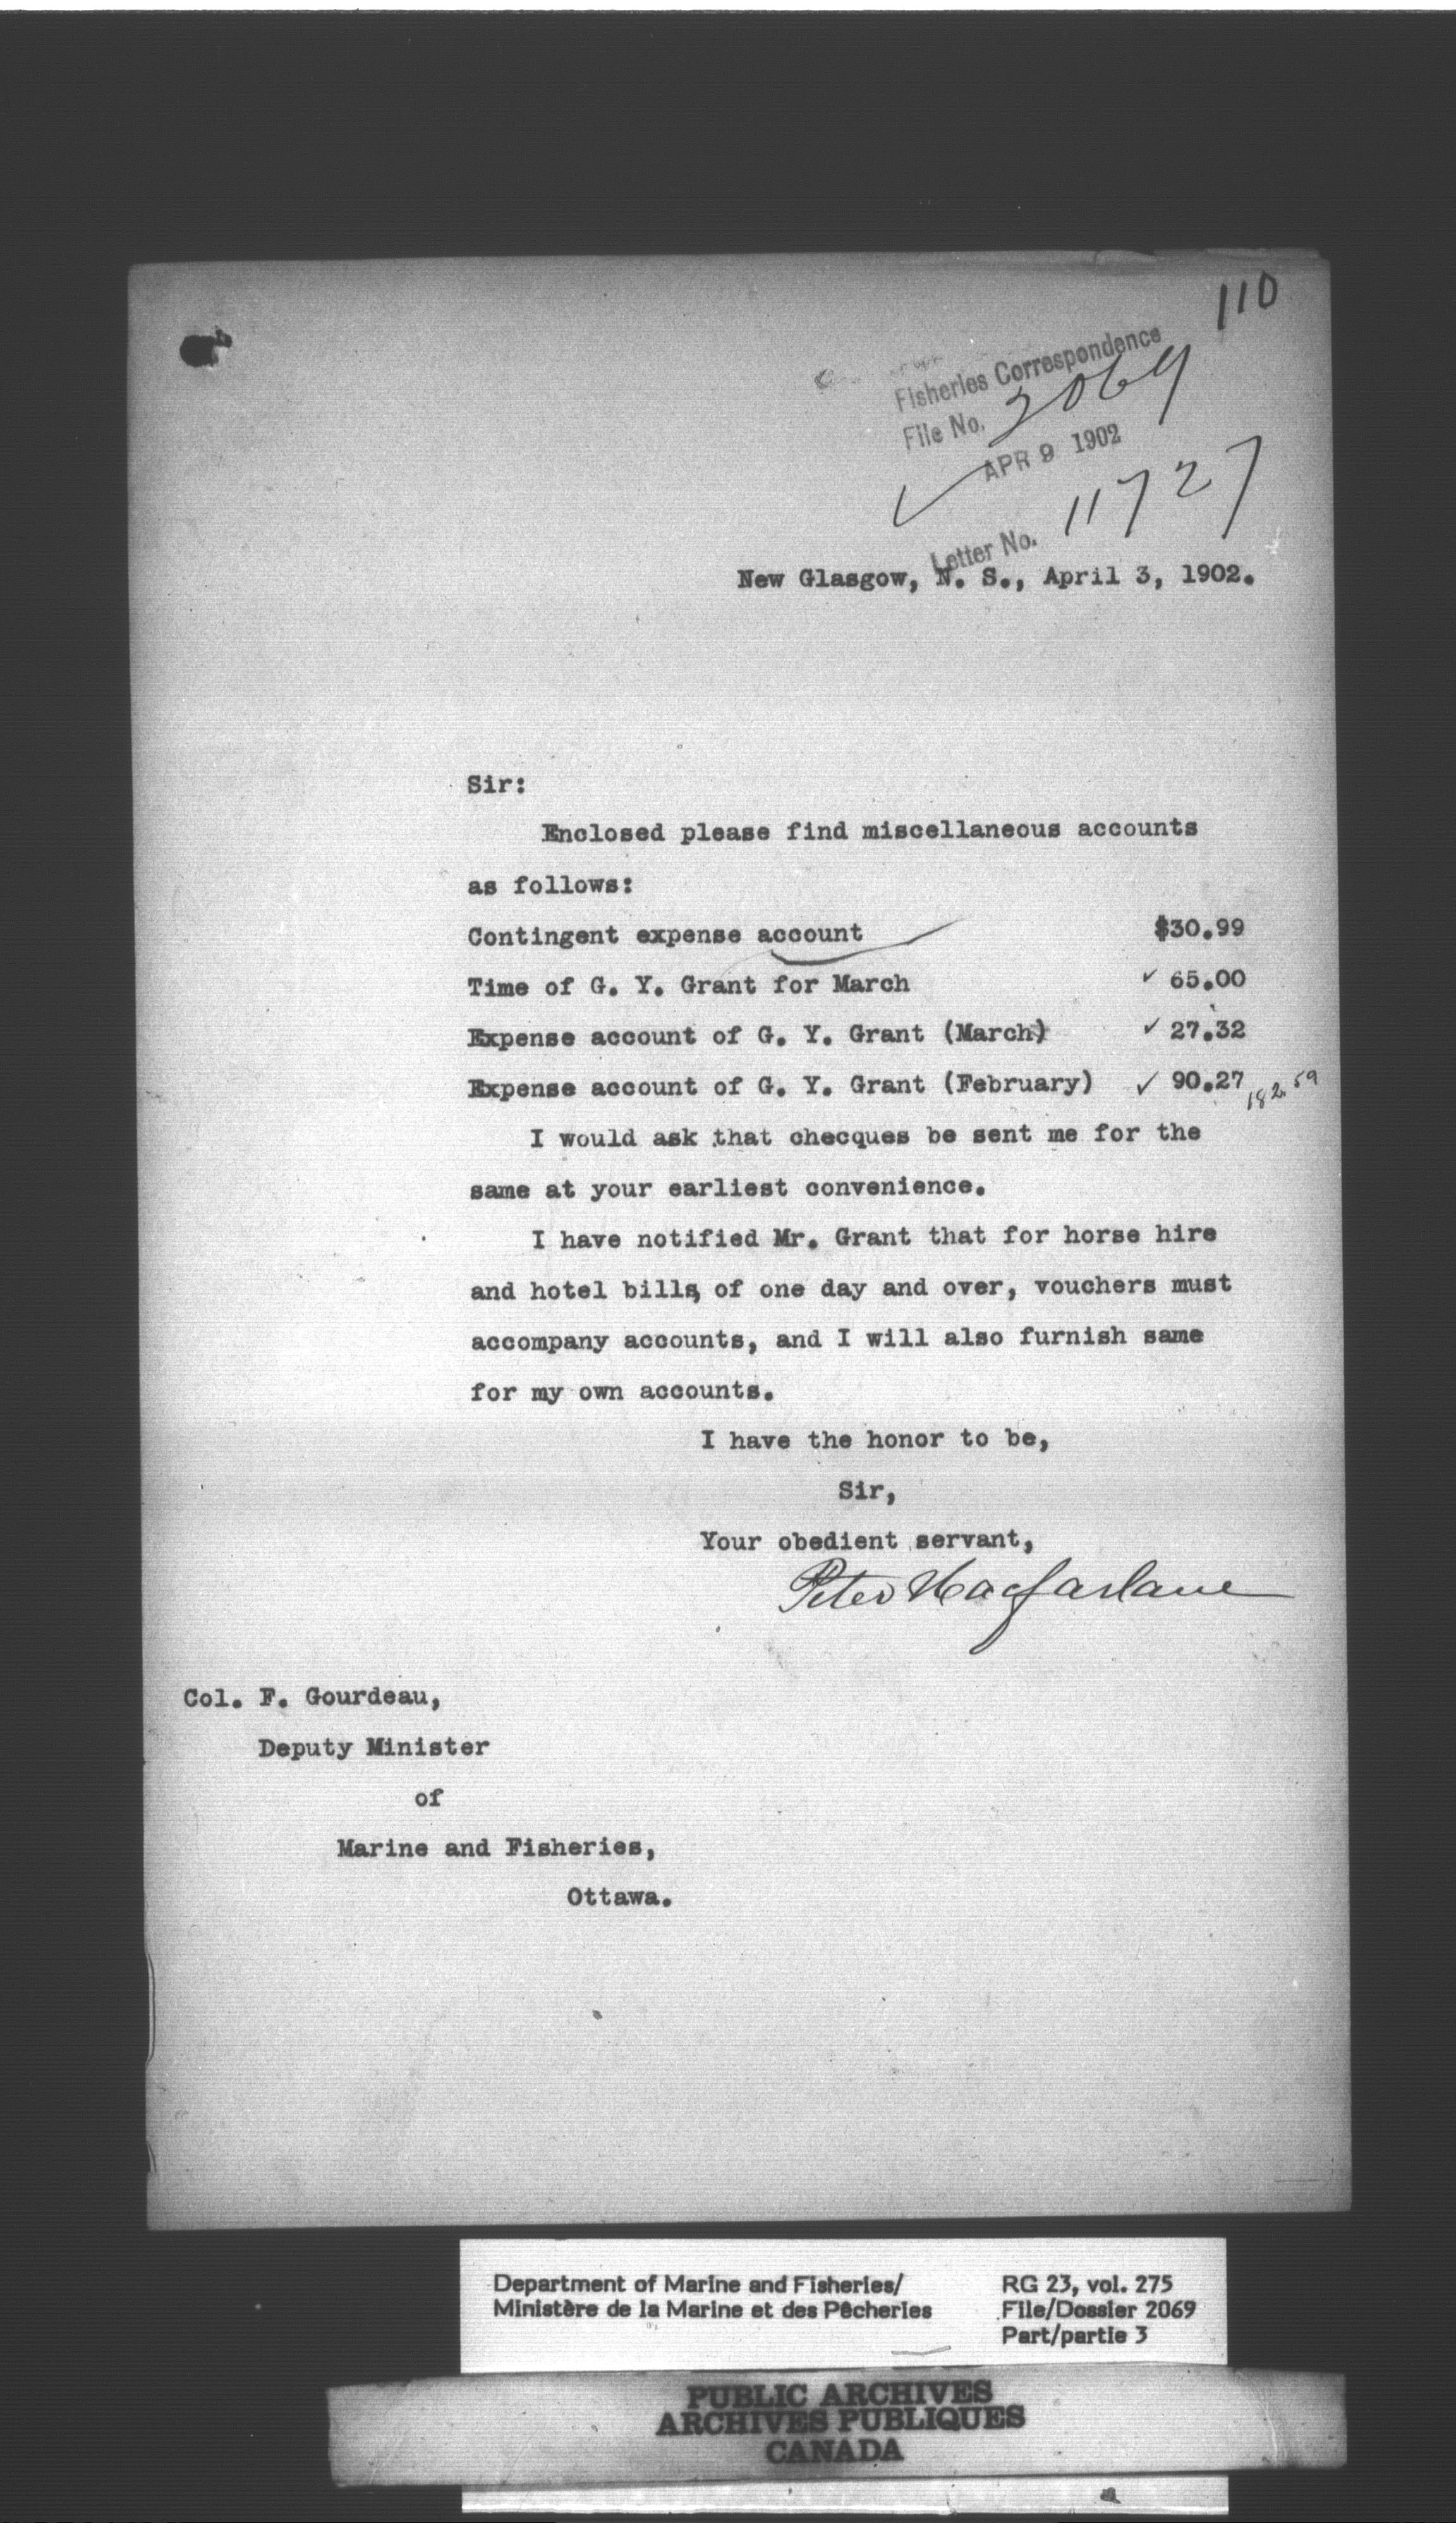 110
Fisheries Correspondence
File No. 2069
APR 9 1902
Letter No. 11727
New Glasgow, N. S., April 3, 1902.
Sir:
Enclosed please find miscellaneous accounts
as follows:
Contingent expense account $30.99
Time of G. Y. Grant for March ✓ 65.00
Expense account of G. Y. Grant (March) ✓ 27.32
Expense account of G. Y. Grant (February) ✓ 90.27 182.59
I would ask that checques be sent me for the
same at your earliest convenience.
I have notified Mr. Grant that for horse hire
and hotel bills, of one day and over, vouchers must
accompany accounts, and I will also furnish same
for my own accounts.
I have the honor to be,
Sir,
Your obedient servant,
Peter Macfarlane
Col. F. Gourdeau,
Deputy Minister
of
Marine and Fisheries,
Ottawa.
Department of Marine and Fisheries/
Ministère de la Marine et des Pêcheries
RG 23, vol. 275
File/Dossier 2069
Part/partie 3
PUBLIC ARCHIVES
ARCHIVES PUBLIQUES
CANADA